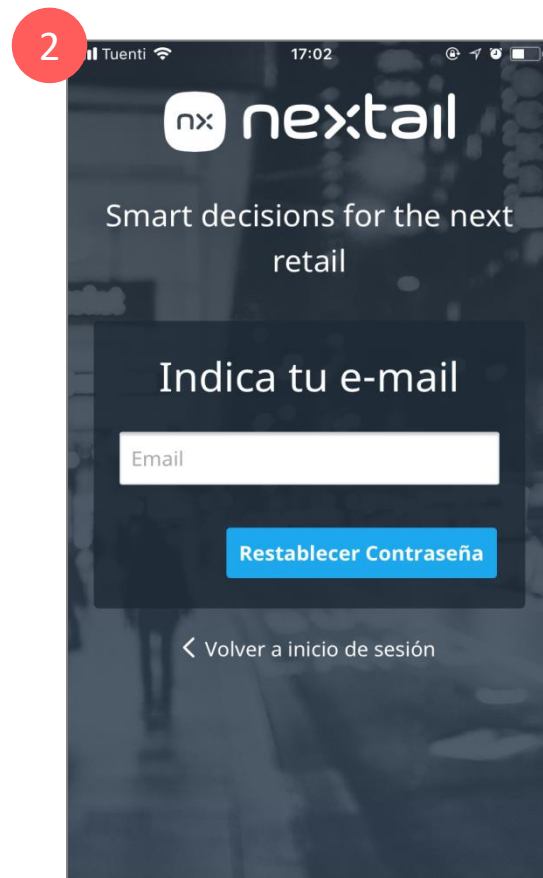 2
Tuenti 17:02
nx nextail
Smart decisions for the next
retail
Indica tu e-mail
Email
Restablecer Contraseña
Volver a inicio de sesión